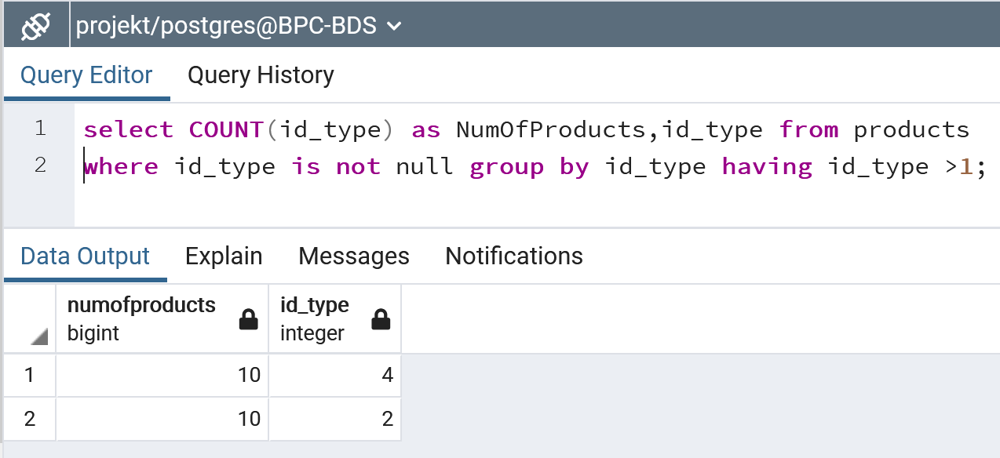 projekt/postgres@BPC-BDS
Query Editor Query History
1 select COUNT(id_type) as NumOfProducts,id_type from products
2 where id_type is not null group by id_type having id_type >1;
Data Output Explain Messages Notifications
numofproducts id_type
bigint integer
1 10 4
2 10 2